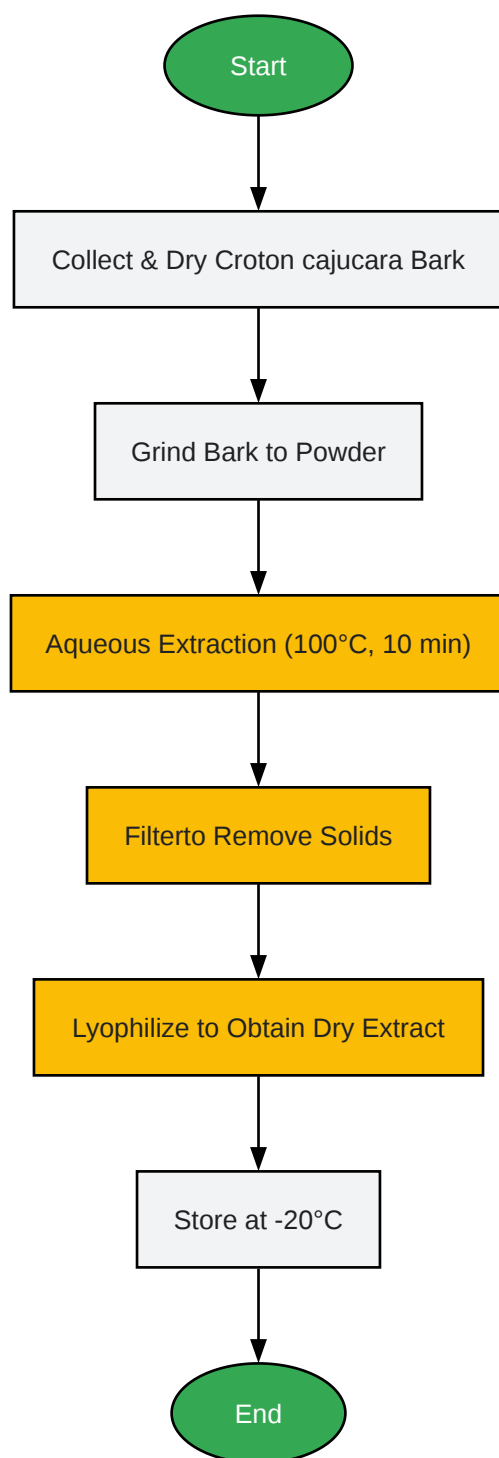 Start
Collect & Dry Croton cajucara Bark
Grind Bark to Powder
Aqueous Extraction (100°C, 10 min)
Filterto Remove Solids
Lyophilize to Obtain Dry Extract
Store at -20°C
End